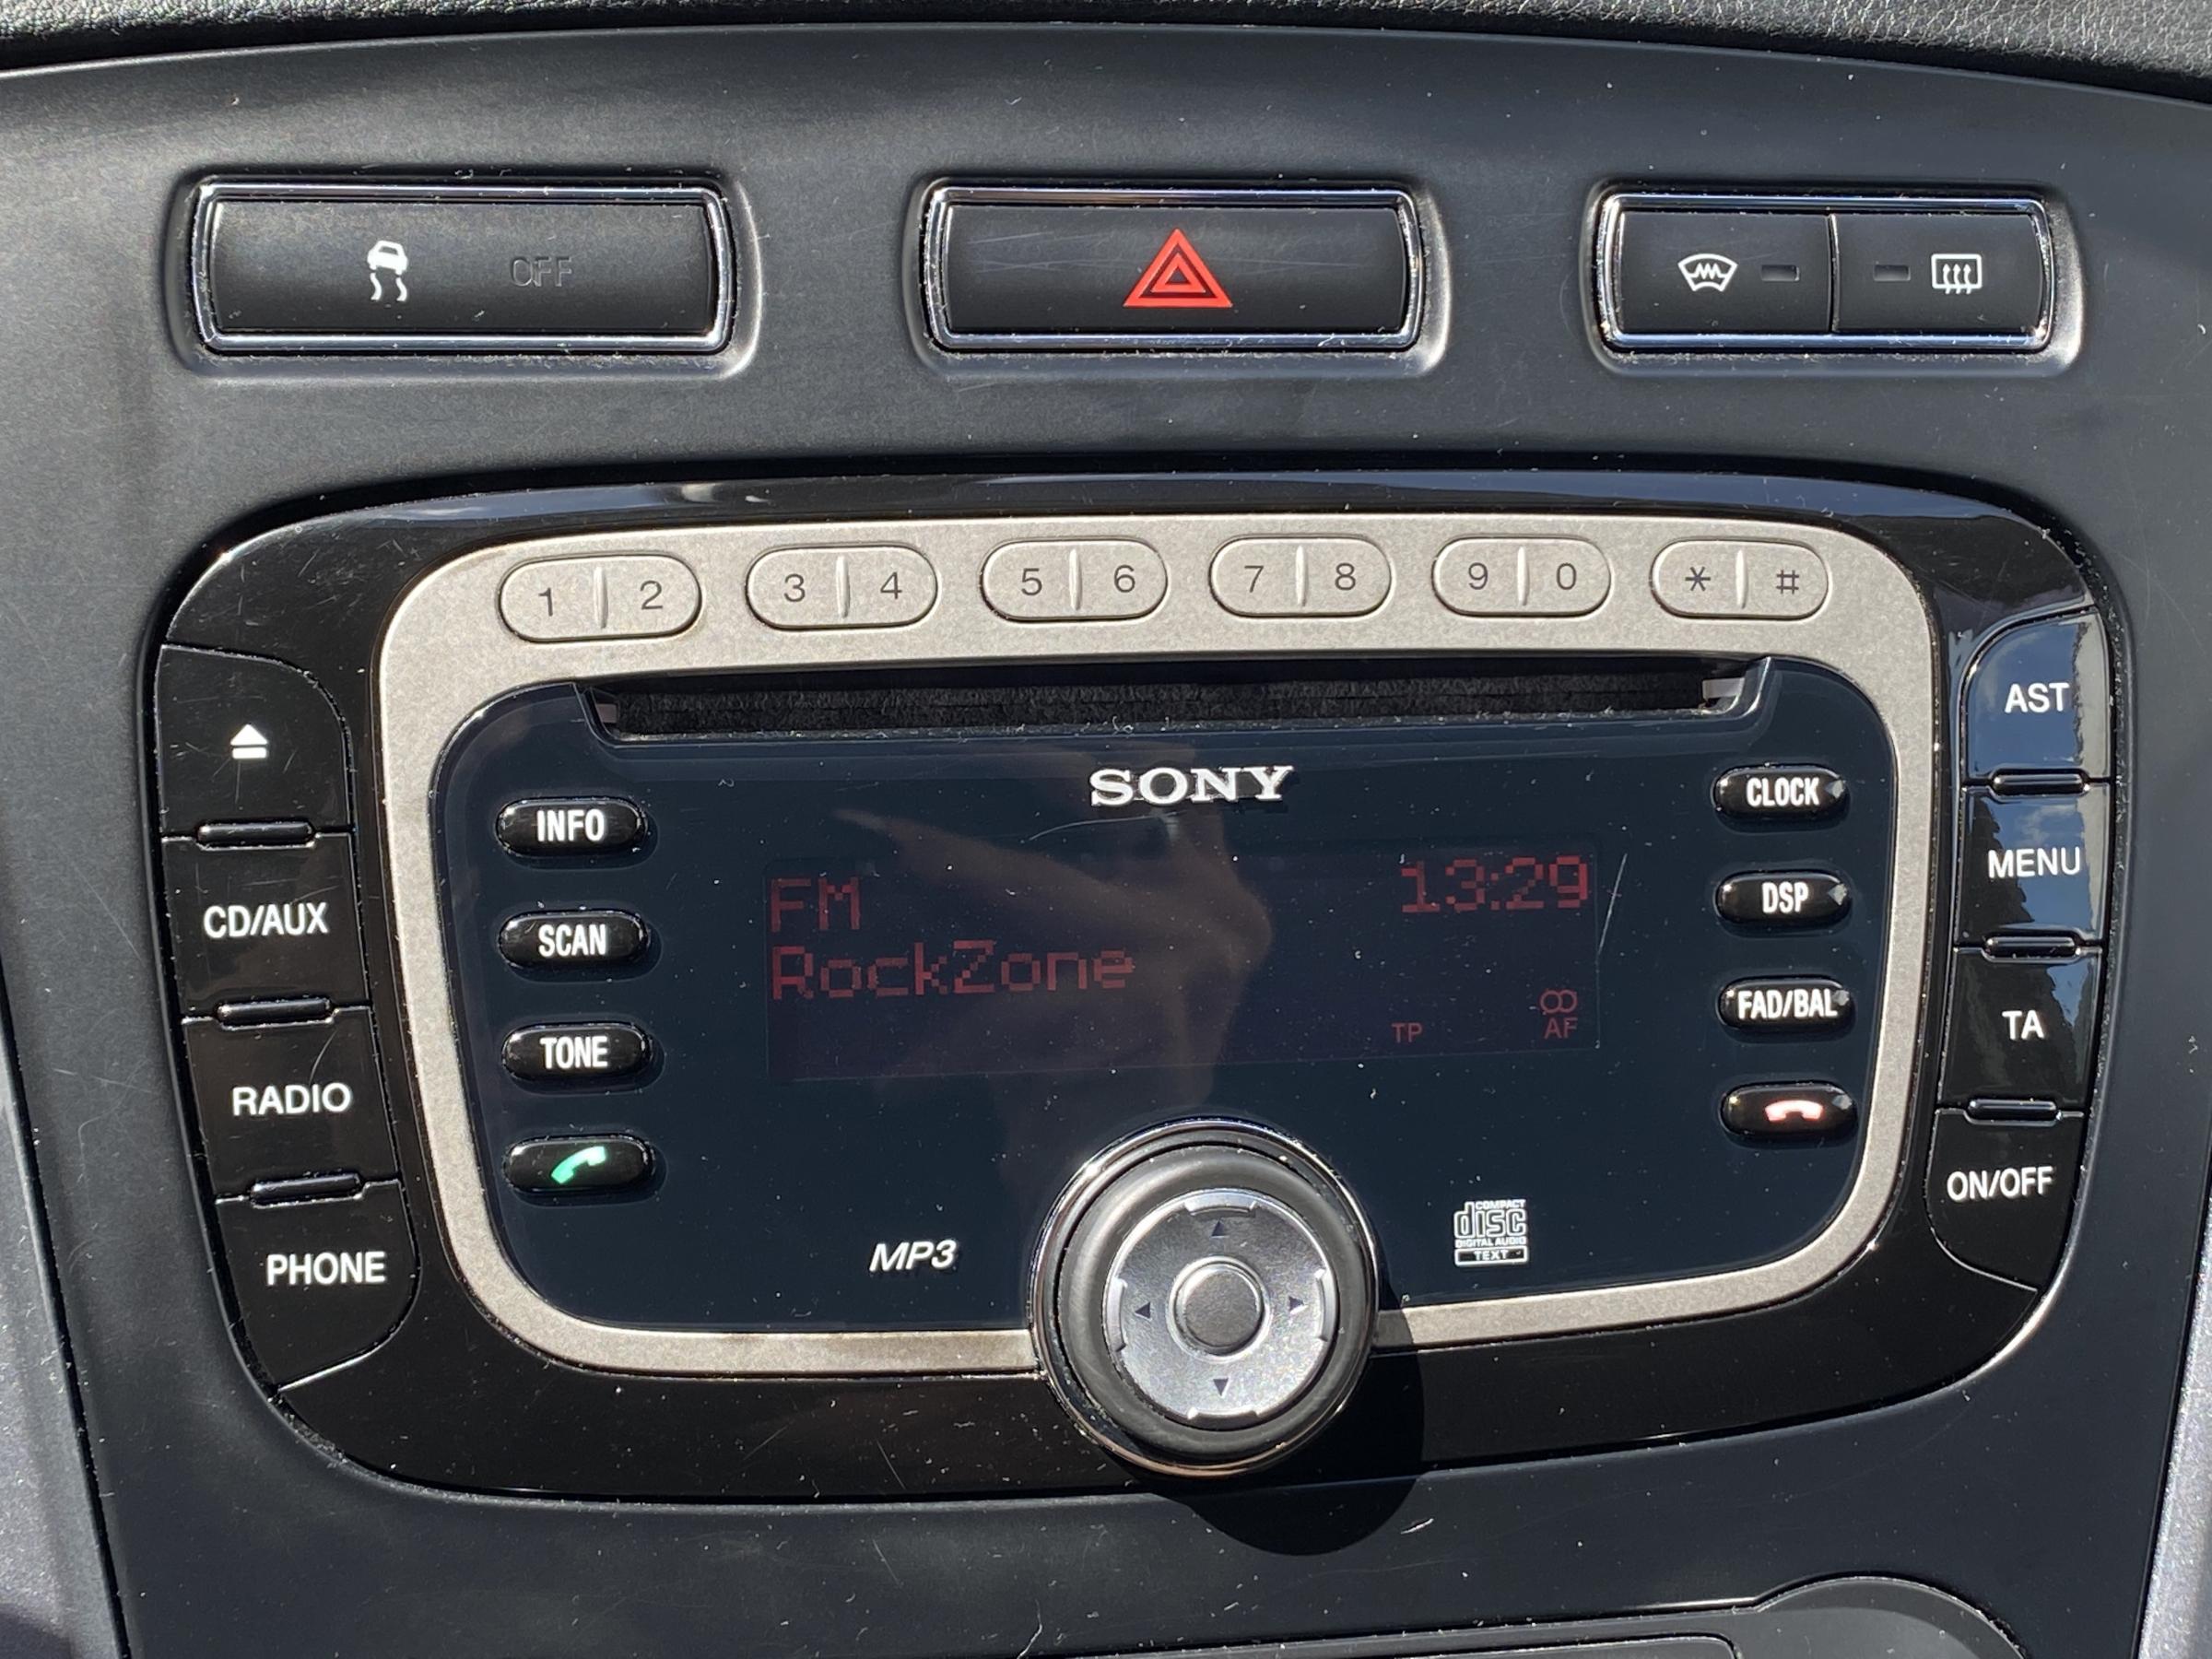 OFF
1 2 3 4 5 6 7 8 9 0 * #
SONY
INFO
SCAN
TONE
FM 13:29
RockZone
TP AF
CLOCK
DSP
FAD/BAL
CD/AUX
RADIO
PHONE
AST
MENU
TA
ON/OFF
MP3
COMPACT
disc
DIGITAL AUDIO
TEXT